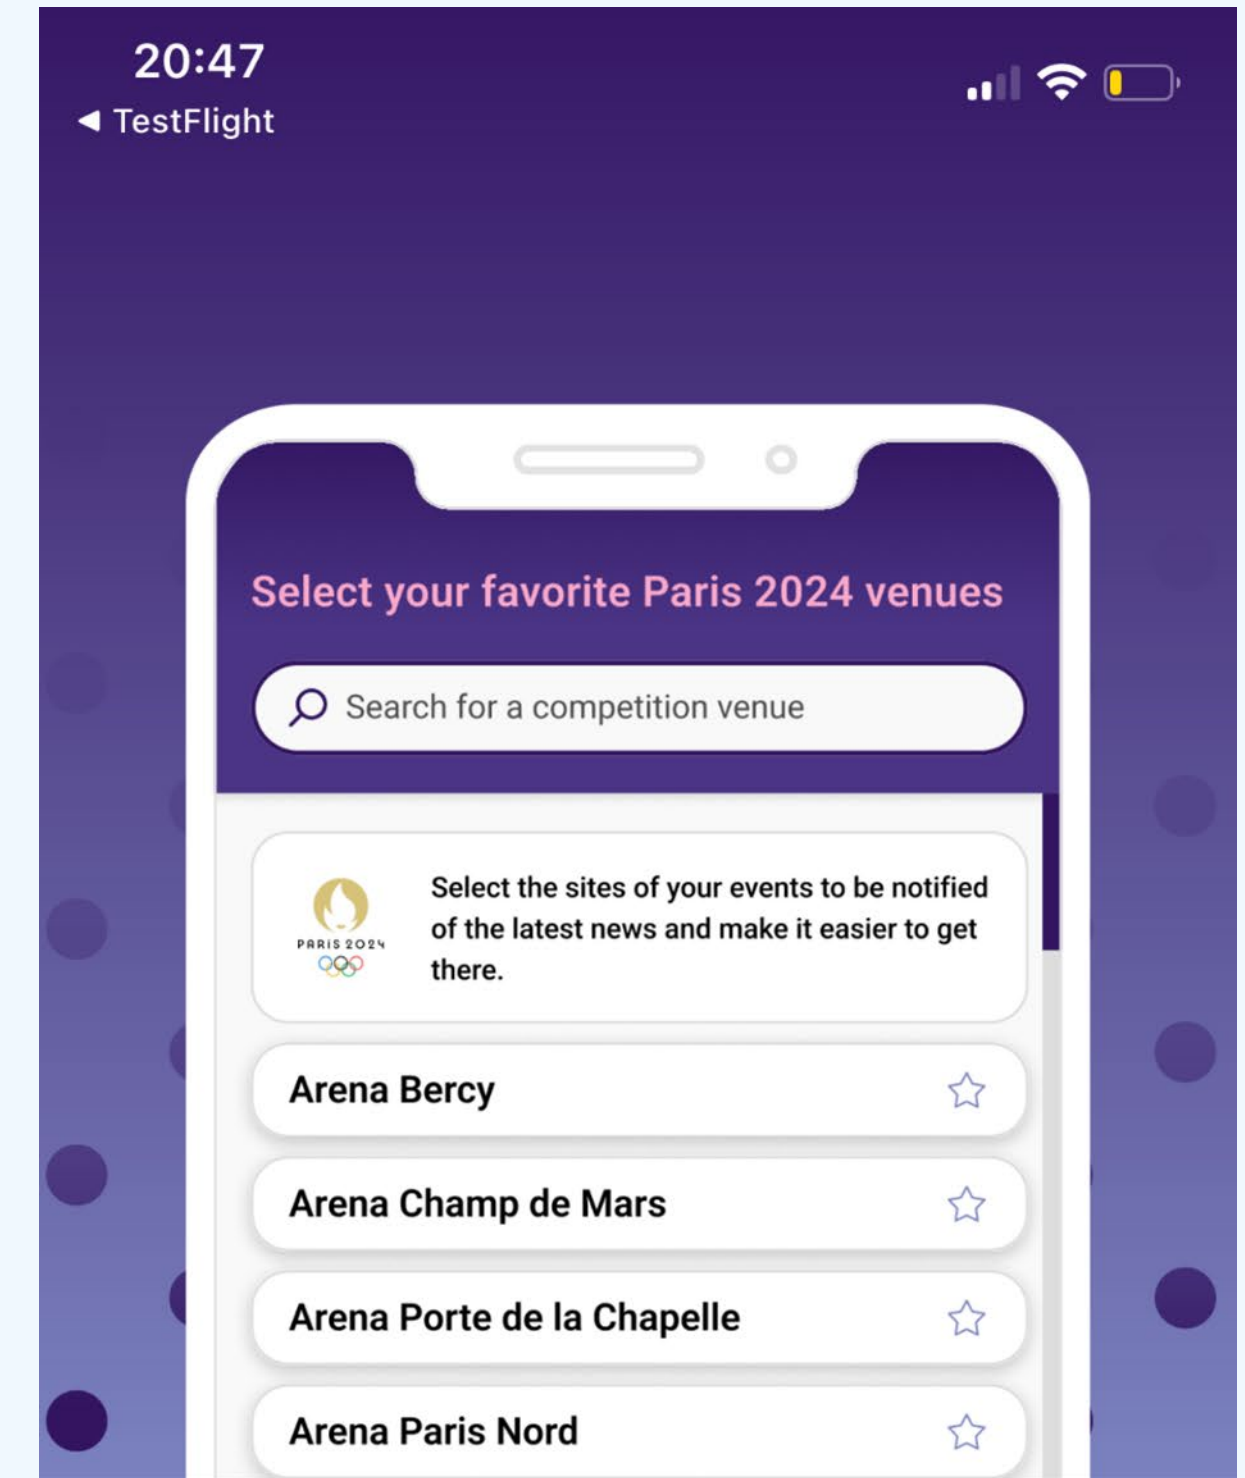 20:47
◀ TestFlight
Select your favorite Paris 2024 venues
Search for a competition venue
Select the sites of your events to be notified
of the latest news and make it easier to get
there.
PARIS 2024
Arena Bercy
Arena Champ de Mars
Arena Porte de la Chapelle
Arena Paris Nord